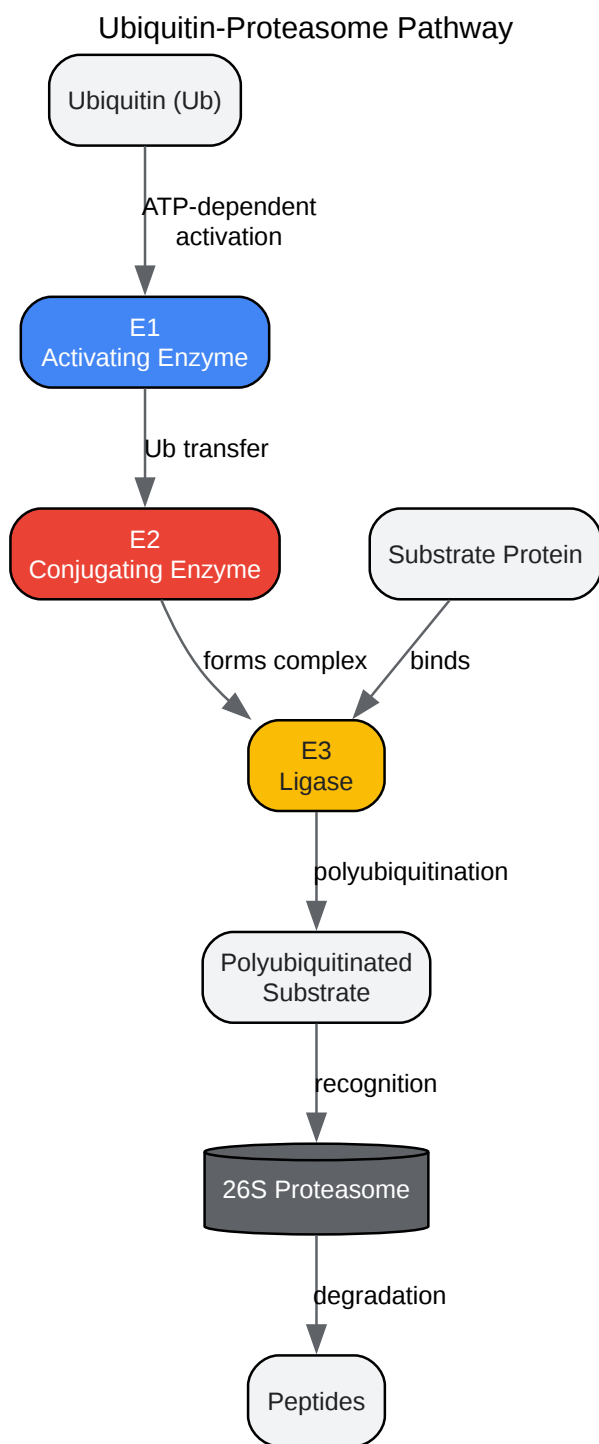 Ubiquitin-Proteasome Pathway
Ubiquitin (Ub)
ATP-dependent
activation
E1
Activating Enzyme
Ub transfer
E2
Conjugating Enzyme
Substrate Protein
forms complex
binds
E3
Ligase
polyubiquitination
Polyubiquitinated
Substrate
recognition
26S Proteasome
degradation
Peptides